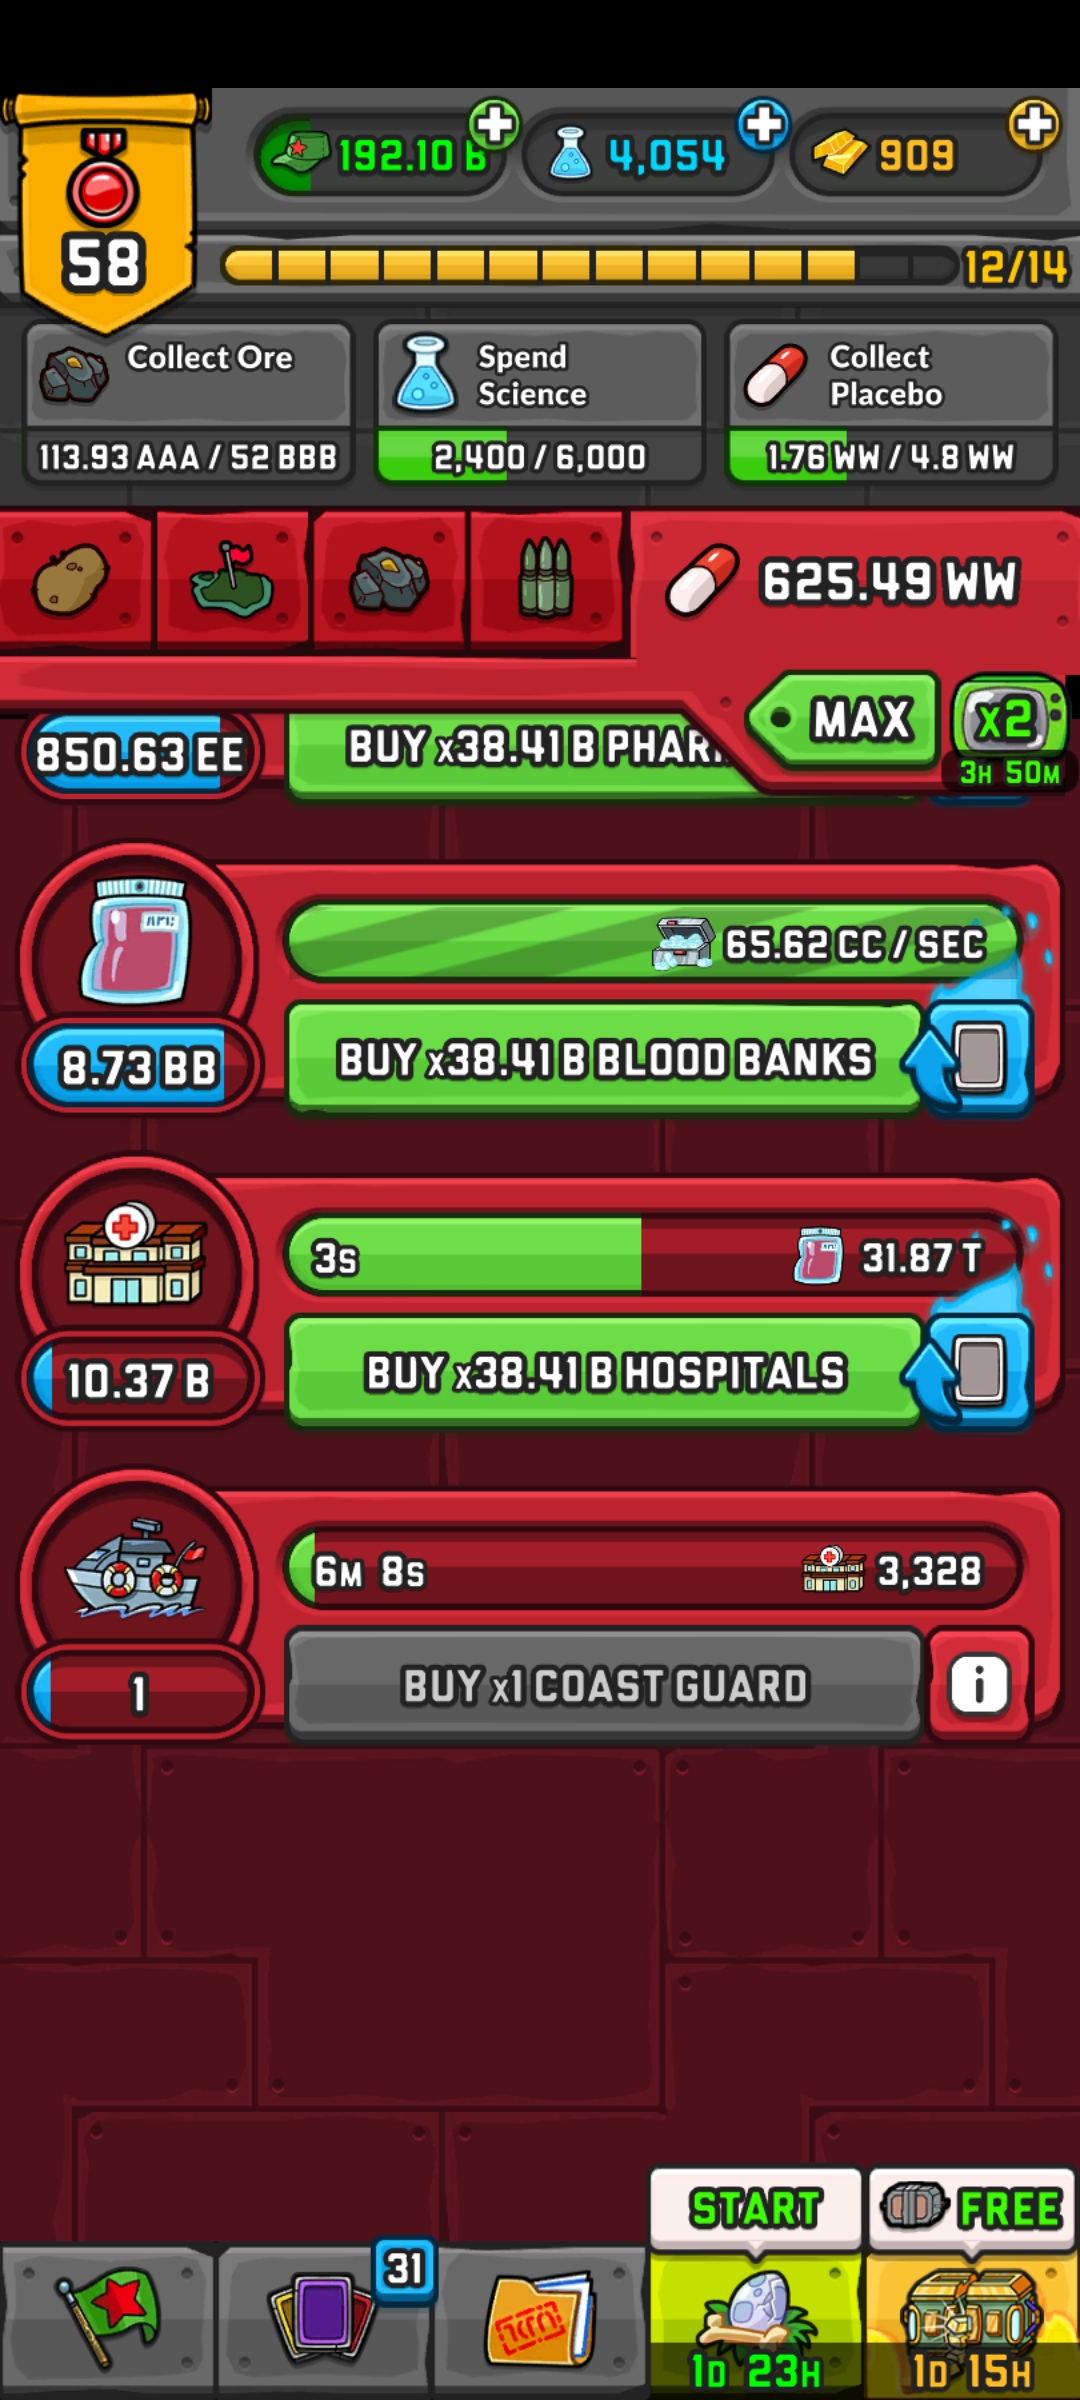 192.10 B
4,054
909
58
12/14
Collect Ore
113.93 AAA / 52 BBB
Spend
Science
2,400 / 6,000
Collect
Placebo
1.76 WW / 4.8 WW
625.49 WW
MAX
x2
3H 50M
850.63 EE
BUY x38.41 B
65.62 CC / SEC
8.73 BB
BUY x38.41 B BLOOD BANKS
3S
31.87 T
10.37 B
BUY x38.41 B HOSPITALS
6M 8S
3,328
1
BUY x1 COAST GUARD
i
START
FREE
31
1D 23H
1D 15H